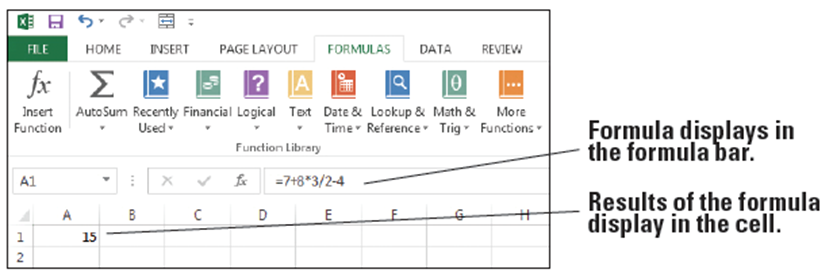 FILE HOME INSERT PAGE LAYOUT FORMULAS DATA REVIEW
fx Σ A ? θ
Insert Function AutoSum Recently Used Financial Logical Text Date & Time Lookup & Reference Math & Trig More Functions
Function Library
Formula displays in
the formula bar.
A1 fx =7+8*3/2-4
Results of the formula
display in the cell.
A B C D E F G H
1 15
2